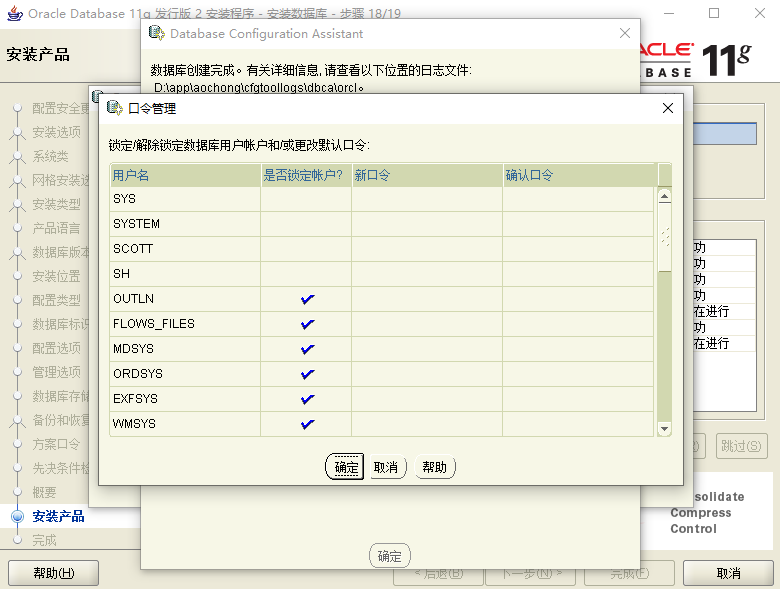 Oracle Database 11g 发行版 2 安装程序 - 安装数据库 - 步骤 18/19
Database Configuration Assistant
安装产品
ORACLE 11g
DATABASE
数据库创建完成。有关详细信息,请查看以下位置的日志文件:
D:\app\aochong\cfgtoollogs\dbca\orcl。
口令管理
锁定/解除锁定数据库用户帐户和/或更改默认口令:
用户名 是否锁定帐户? 新口令 确认口令
SYS
SYSTEM
SCOTT
SH
OUTLN
FLOWS_FILES
MDSYS
ORDSYS
EXFSYS
WMSYS
确定 取消 帮助
配置安全更
安装选项
系统类
网格安装选
安装类型
产品语言
数据库版本
安装位置
配置类型
数据库标识
配置选项
管理选项
数据库存储
备份和恢复
方案口令
先决条件检
概要
安装产品
完成
功
功
功
功
在进行
功
在进行
跳过(S)
solidate
Compress
Control
确定
帮助(H) < 后退(B) 下一步(N) > 完成(F) 取消